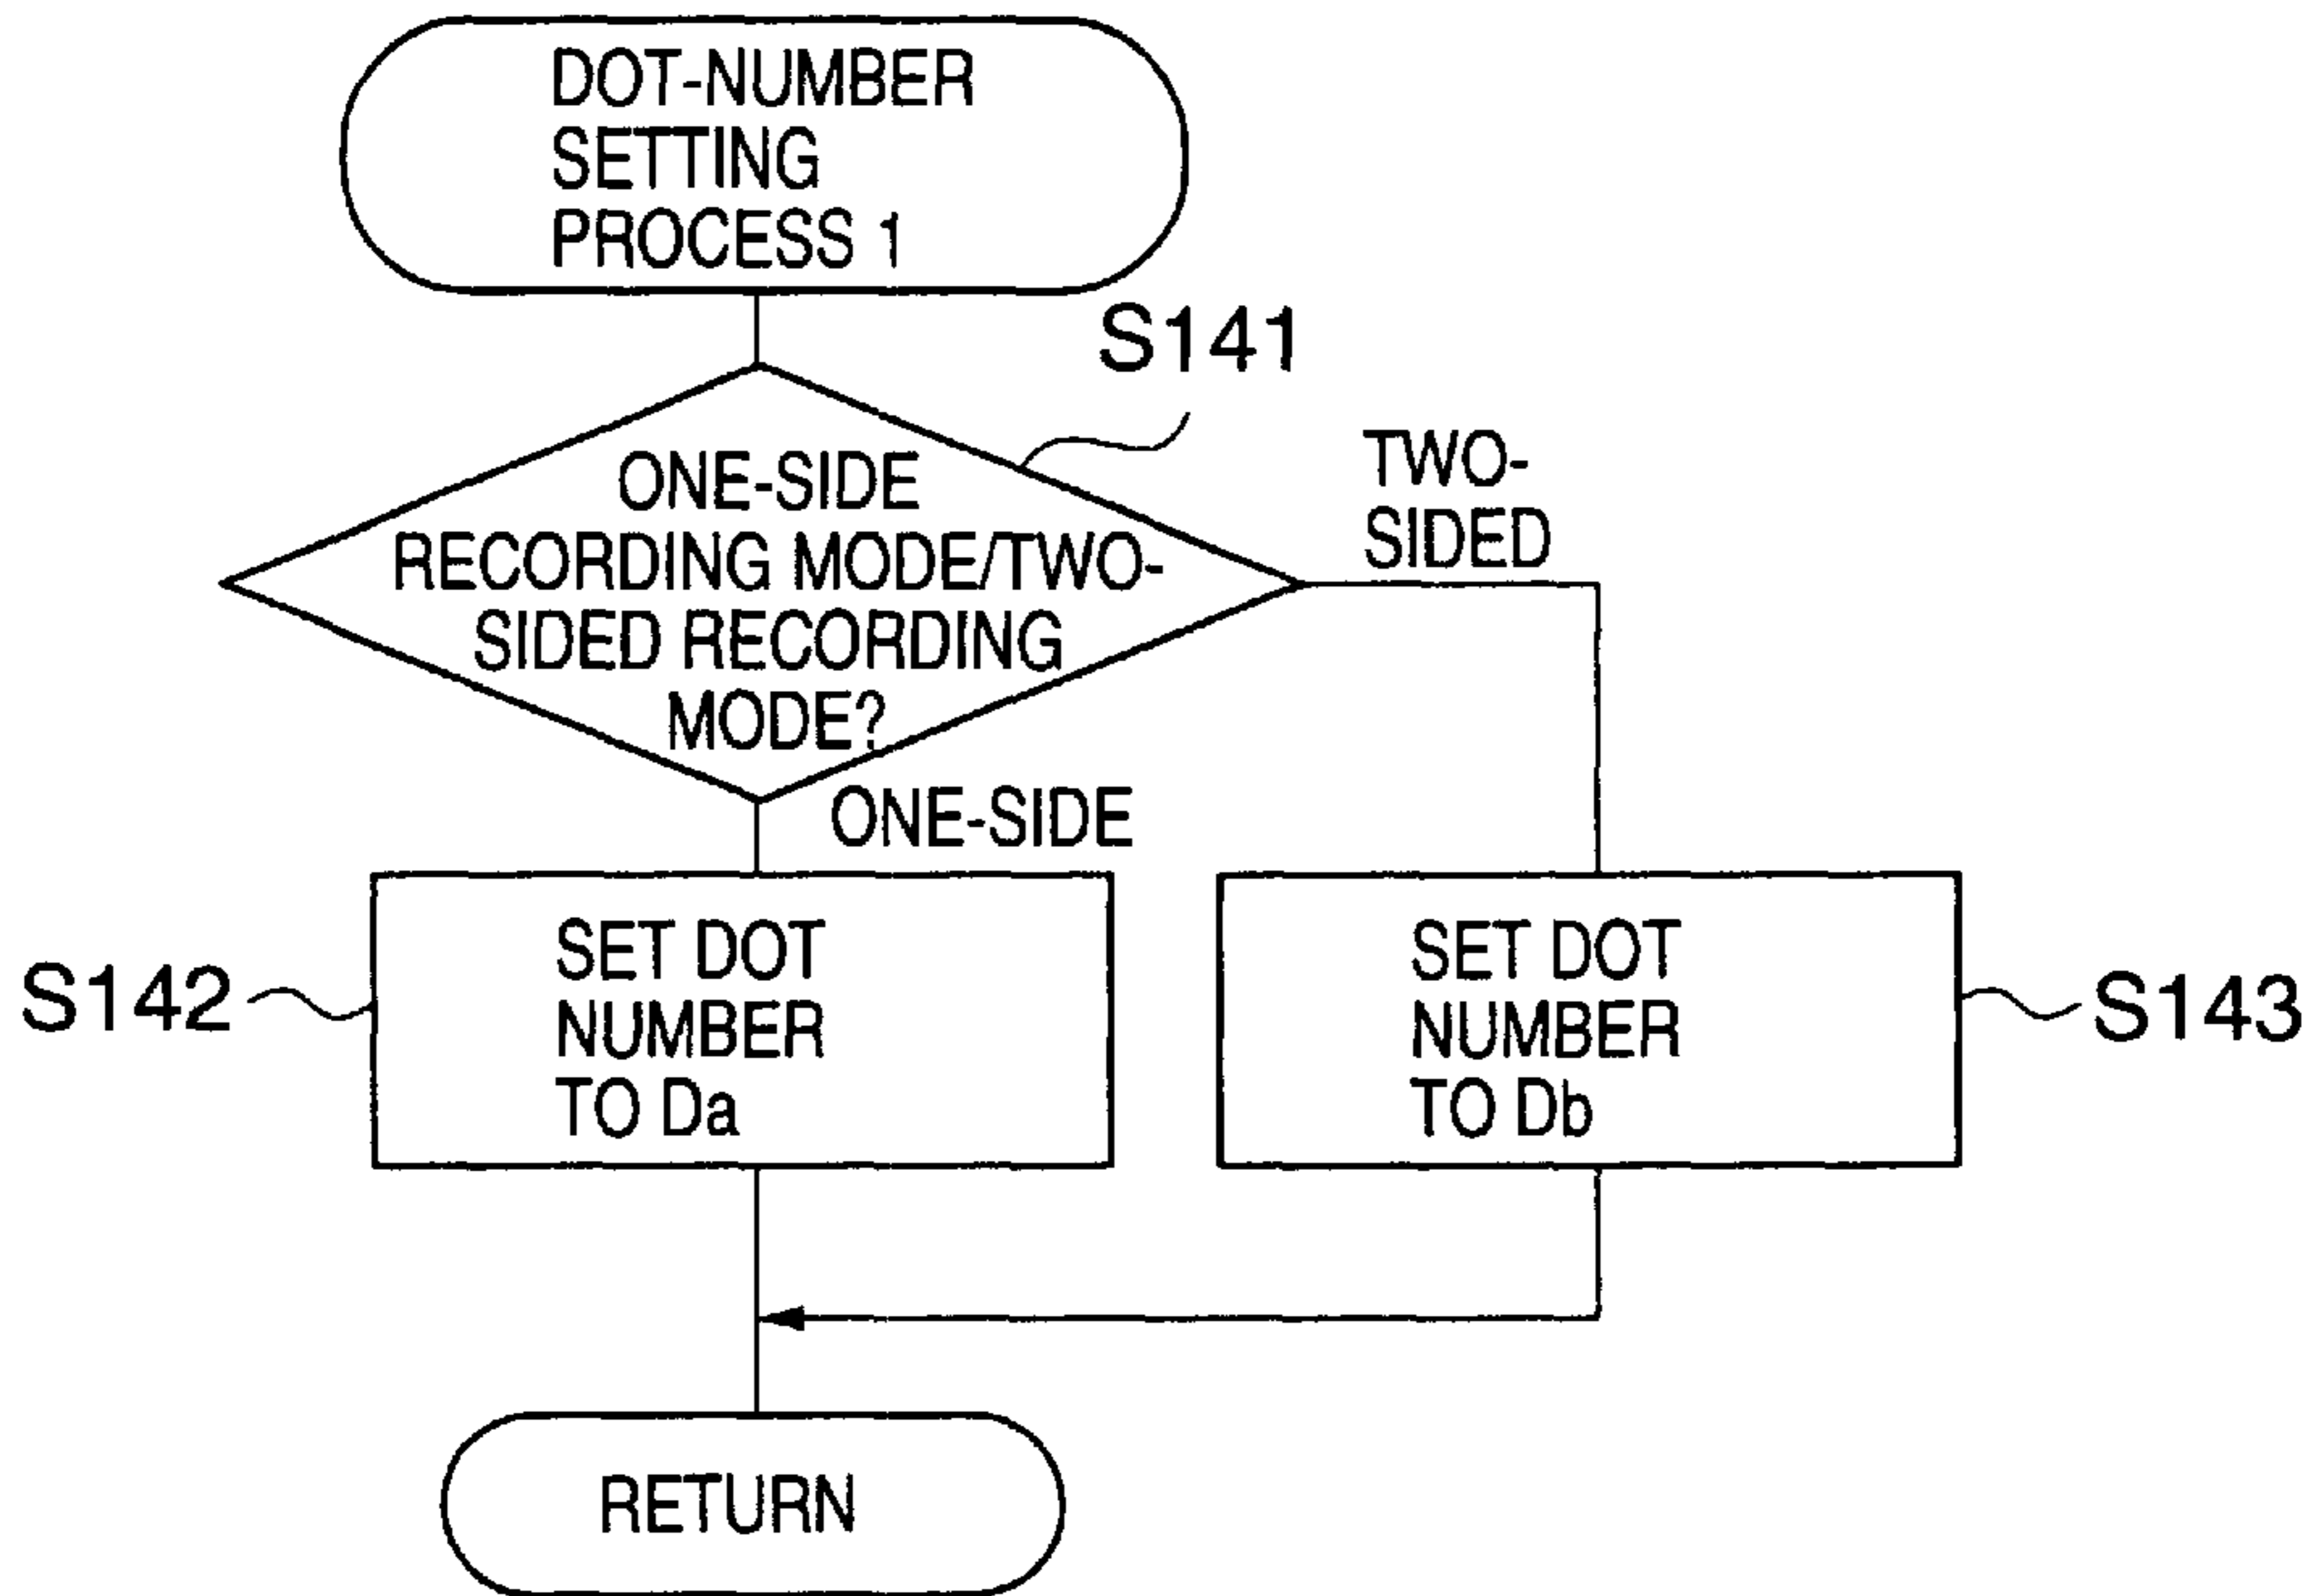 DOT-NUMBER
SETTING
PROCESS 1
S141
ONE-SIDE
RECORDING MODE/TWO-
SIDED RECORDING
MODE?
TWO-
SIDED
ONE-SIDE
S142
SET DOT
NUMBER
TO Da
SET DOT
NUMBER
TO Db
S143
RETURN